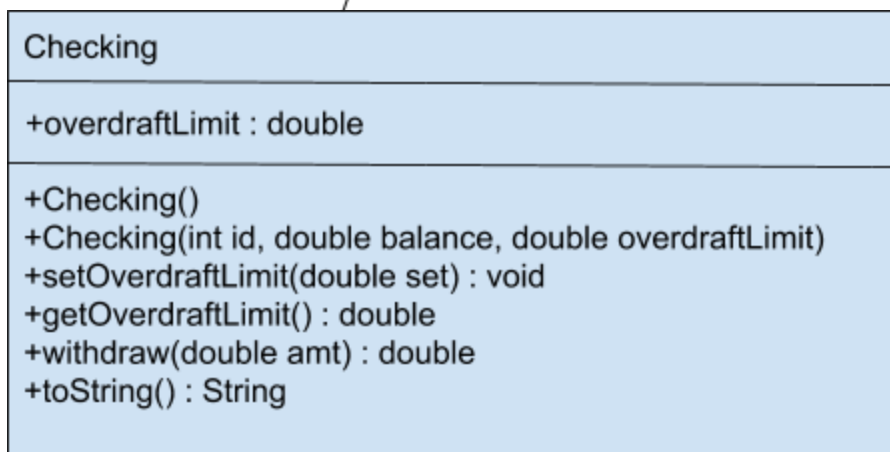 Checking
+overdraftLimit : double
+Checking()
+Checking(int id, double balance, double overdraftLimit)
+setOverdraftLimit(double set) : void
+getOverdraftLimit() : double
+withdraw(double amt) : double
+toString() : String